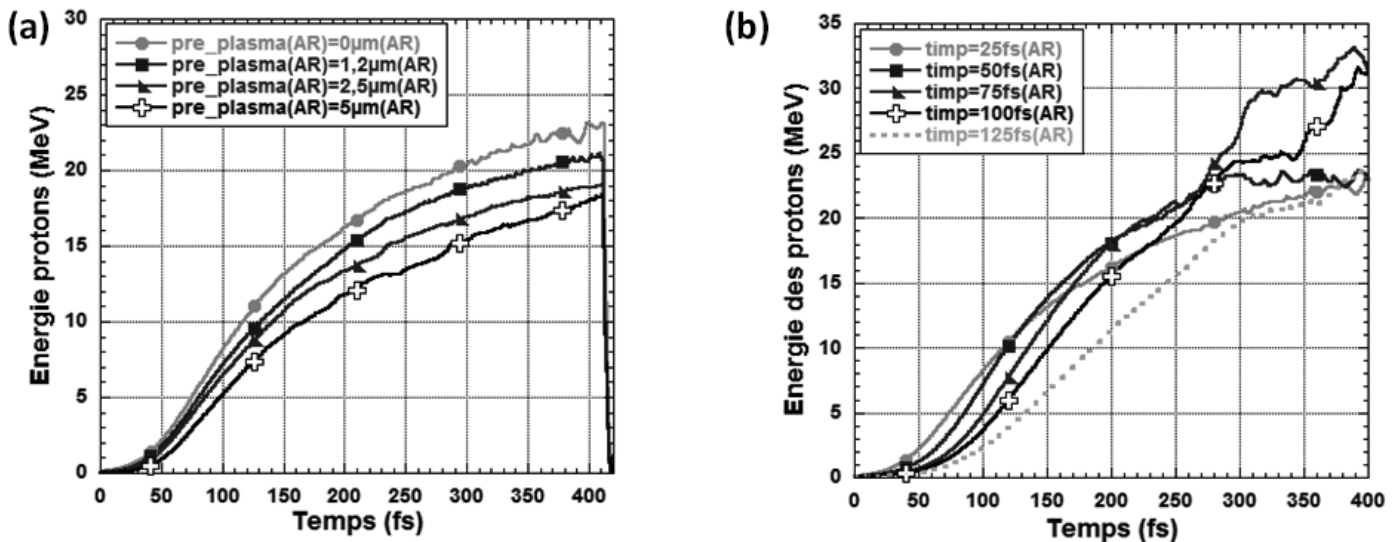 (a)
30
25
20
15
10
5
0
Energie protons (MeV)
pre_plasma(AR)=0µm(AR)
pre_plasma(AR)=1,2µm(AR)
pre_plasma(AR)=2,5µm(AR)
pre_plasma(AR)=5µm(AR)
0 50 100 150 200 250 300 350 400
Temps (fs)
(b)
35
30
25
20
15
10
5
0
Energie des protons (MeV)
timp=25fs(AR)
timp=50fs(AR)
timp=75fs(AR)
timp=100fs(AR)
timp=125fs(AR)
0 50 100 150 200 250 300 350 400
Temps (fs)